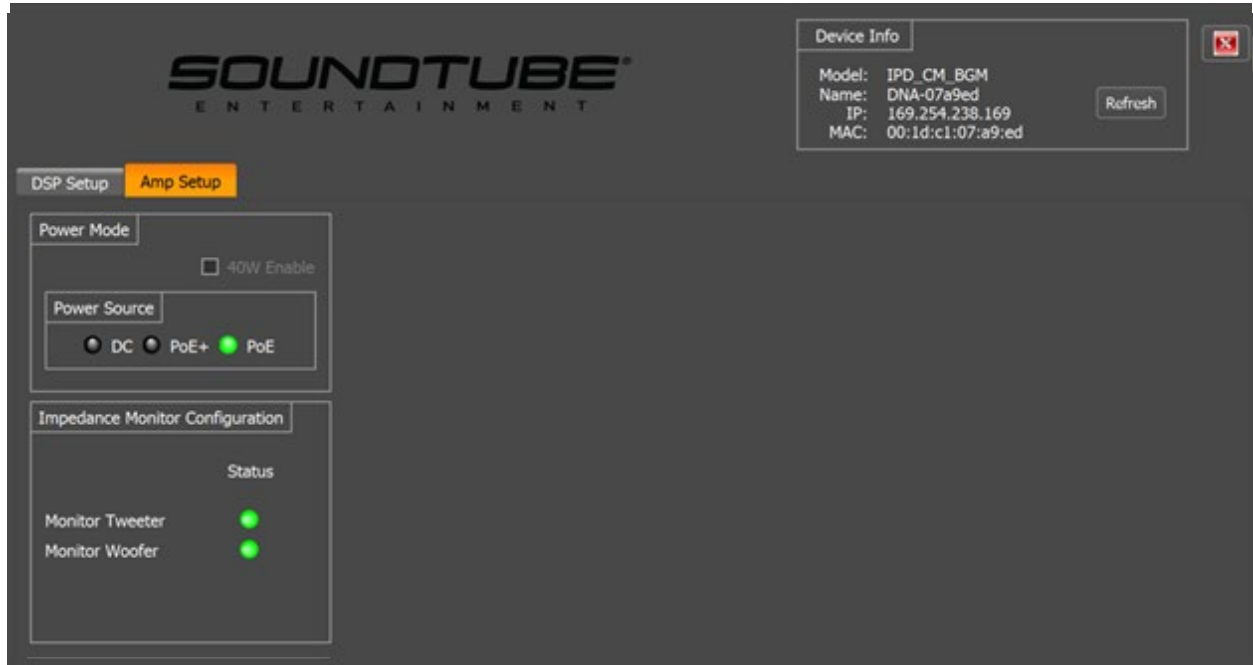 SOUNDTUBE®
ENTERTAINMENT
Device Info
Model: IPD_CM_BGM
Name: DNA-07a9ed
IP: 169.254.238.169
MAC: 00:1d:c1:07:a9:ed
Refresh
X
DSP Setup Amp Setup
Power Mode
40W Enable
Power Source
DC PoE+ PoE
Impedance Monitor Configuration
Status
Monitor Tweeter
Monitor Woofer